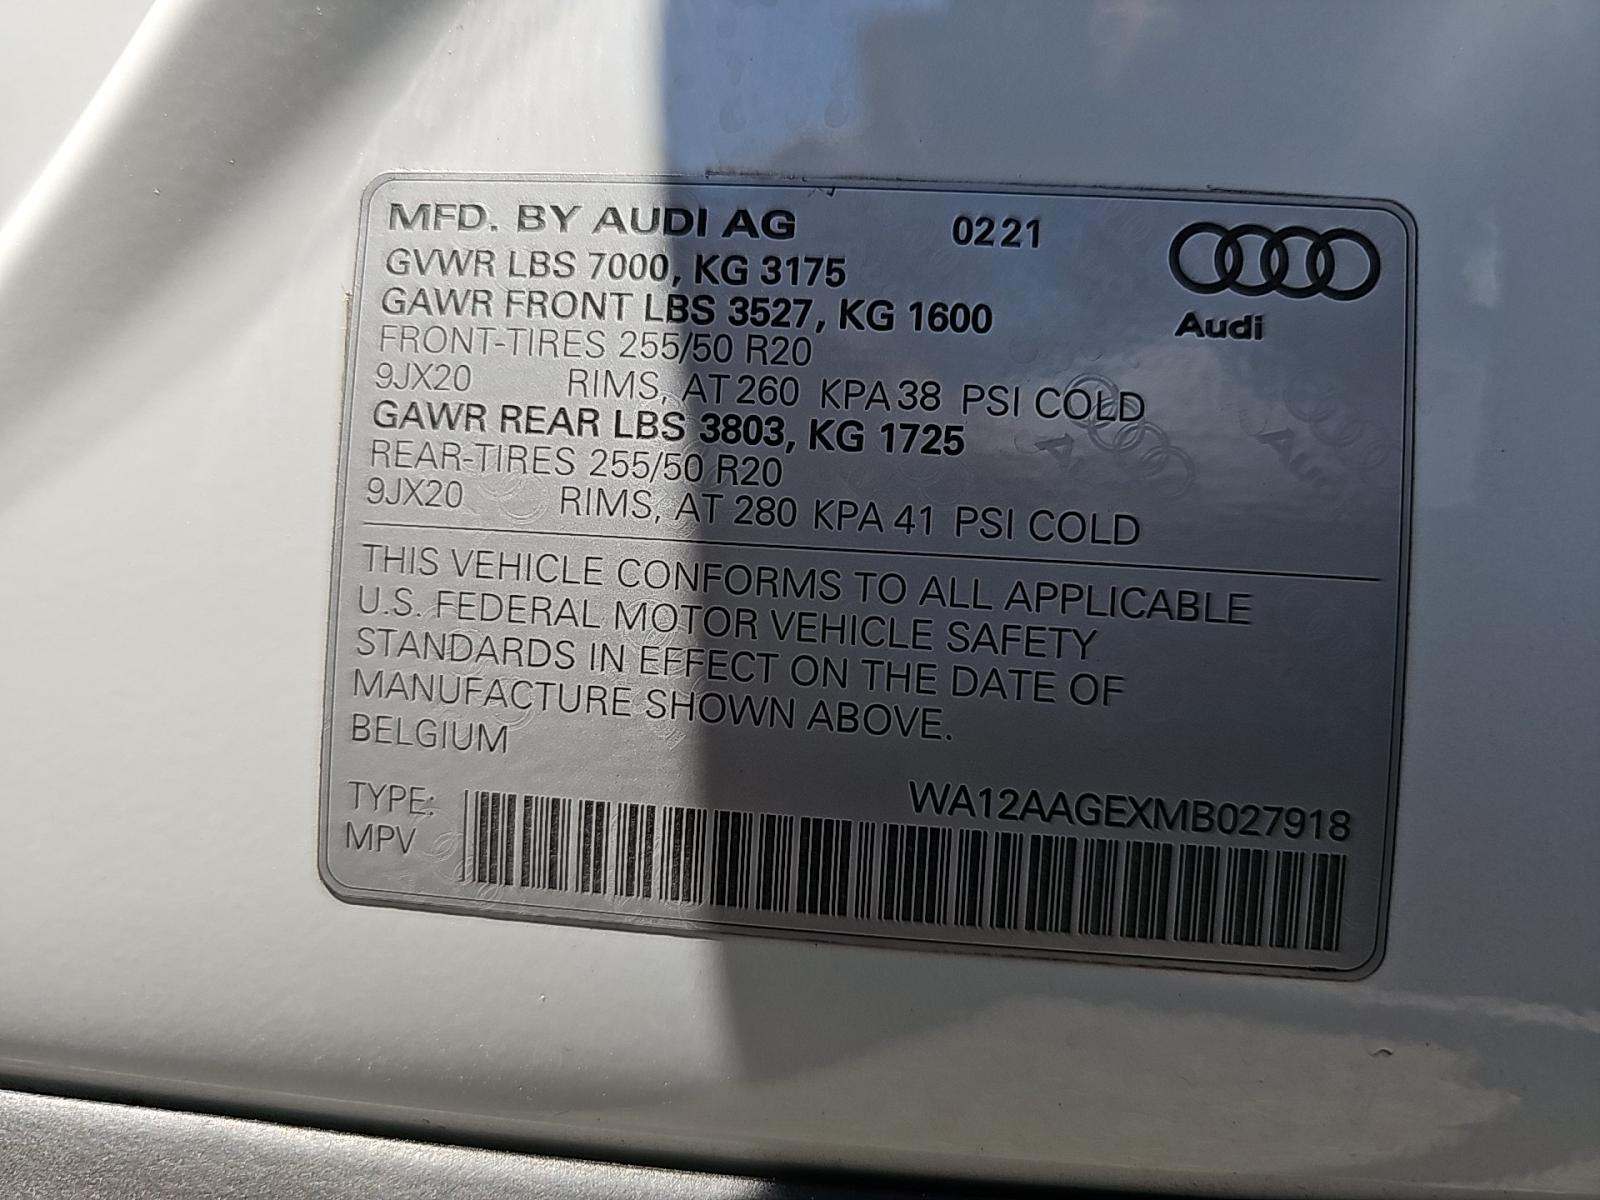 MFD. BY AUDI AG 0221
GVWR LBS 7000, KG 3175
GAWR FRONT LBS 3527, KG 1600
Audi
FRONT-TIRES 255/50 R20
9JX20 RIMS, AT 260 KPA 38 PSI COLD
GAWR REAR LBS 3803, KG 1725
REAR-TIRES 255/50 R20
9JX20 RIMS, AT 280 KPA 41 PSI COLD
THIS VEHICLE CONFORMS TO ALL APPLICABLE
U.S. FEDERAL MOTOR VEHICLE SAFETY
STANDARDS IN EFFECT ON THE DATE OF
MANUFACTURE SHOWN ABOVE.
BELGIUM
WA12AAGEXMB027918
TYPE:
MPV